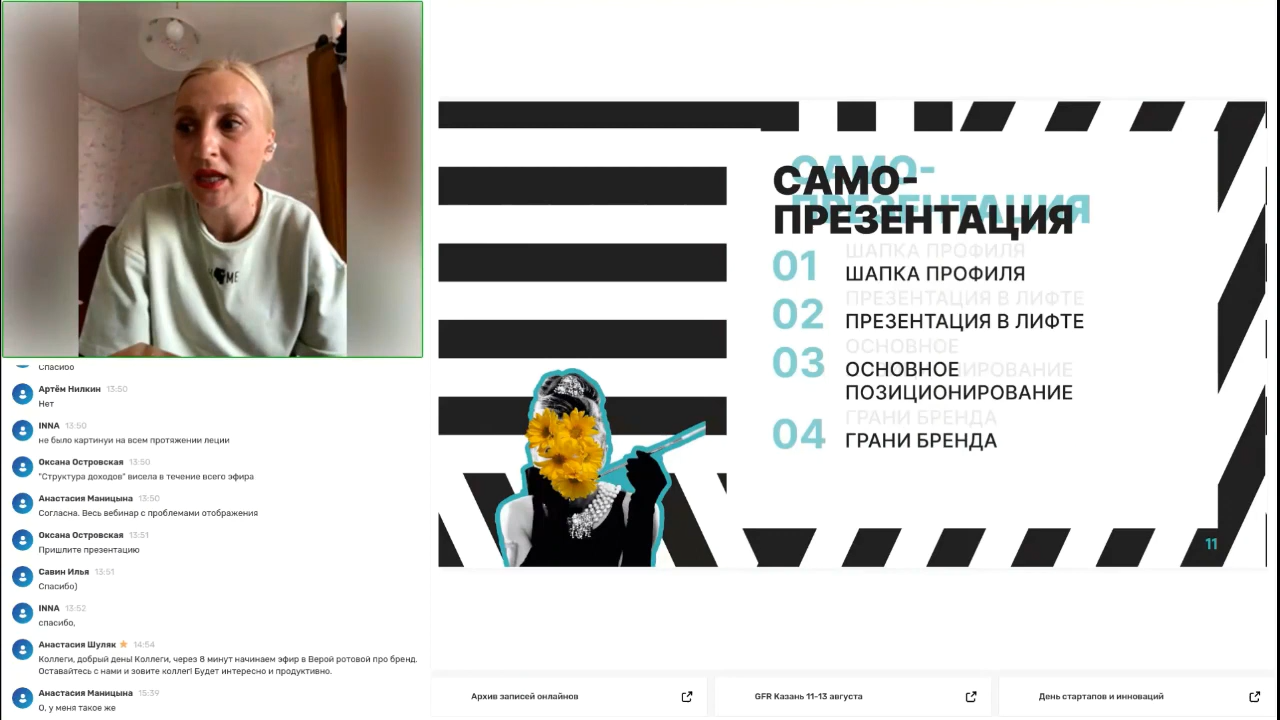 ME
Спасибо
Артём Нилкин 13:50
Нет
INNA 13:50
не было картинуи на всем протяжении леции
Оксана Островская 13:50
"Структура доходов" висела в течение всего эфира
Анастасия Маницына 13:50
Согласна. Весь вебинар с проблемами отображения
Оксана Островская 13:51
Пришлите презентацию
Савин Илья 13:51
Спасибо)
INNA 13:52
спасибо,
Анастасия Шуляк 14:54
Коллеги, добрый день! Коллеги, через 8 минут начинаем эфир в Верой ротовой про бренд.
Оставайтесь с нами и зовите коллег! Будет интересно и продуктивно.
Анастасия Маницына 15:39
О, у меня такое же
САМО-
ПРЕЗЕНТАЦИЯ
01 ШАПКА ПРОФИЛЯ
02 ПРЕЗЕНТАЦИЯ В ЛИФТЕ
03 ОСНОВНОЕ
ПОЗИЦИОНИРОВАНИЕ
04 ГРАНИ БРЕНДА
11
Архив записей онлайнов
GFR Казань 11-13 августа
День стартапов и инноваций